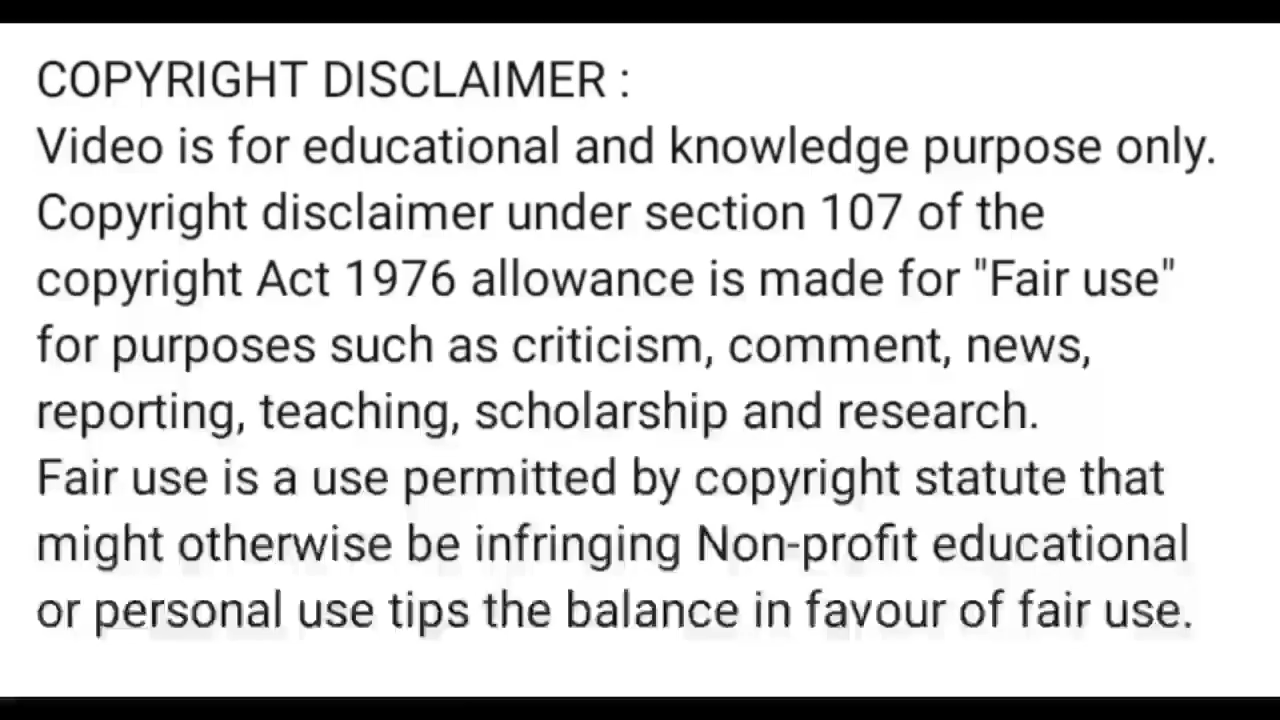 COPYRIGHT DISCLAIMER :
Video is for educational and knowledge purpose only.
Copyright disclaimer under section 107 of the
copyright Act 1976 allowance is made for "Fair use"
for purposes such as criticism, comment, news,
reporting, teaching, scholarship and research.
Fair use is a use permitted by copyright statute that
might otherwise be infringing Non-profit educational
or personal use tips the balance in favour of fair use.